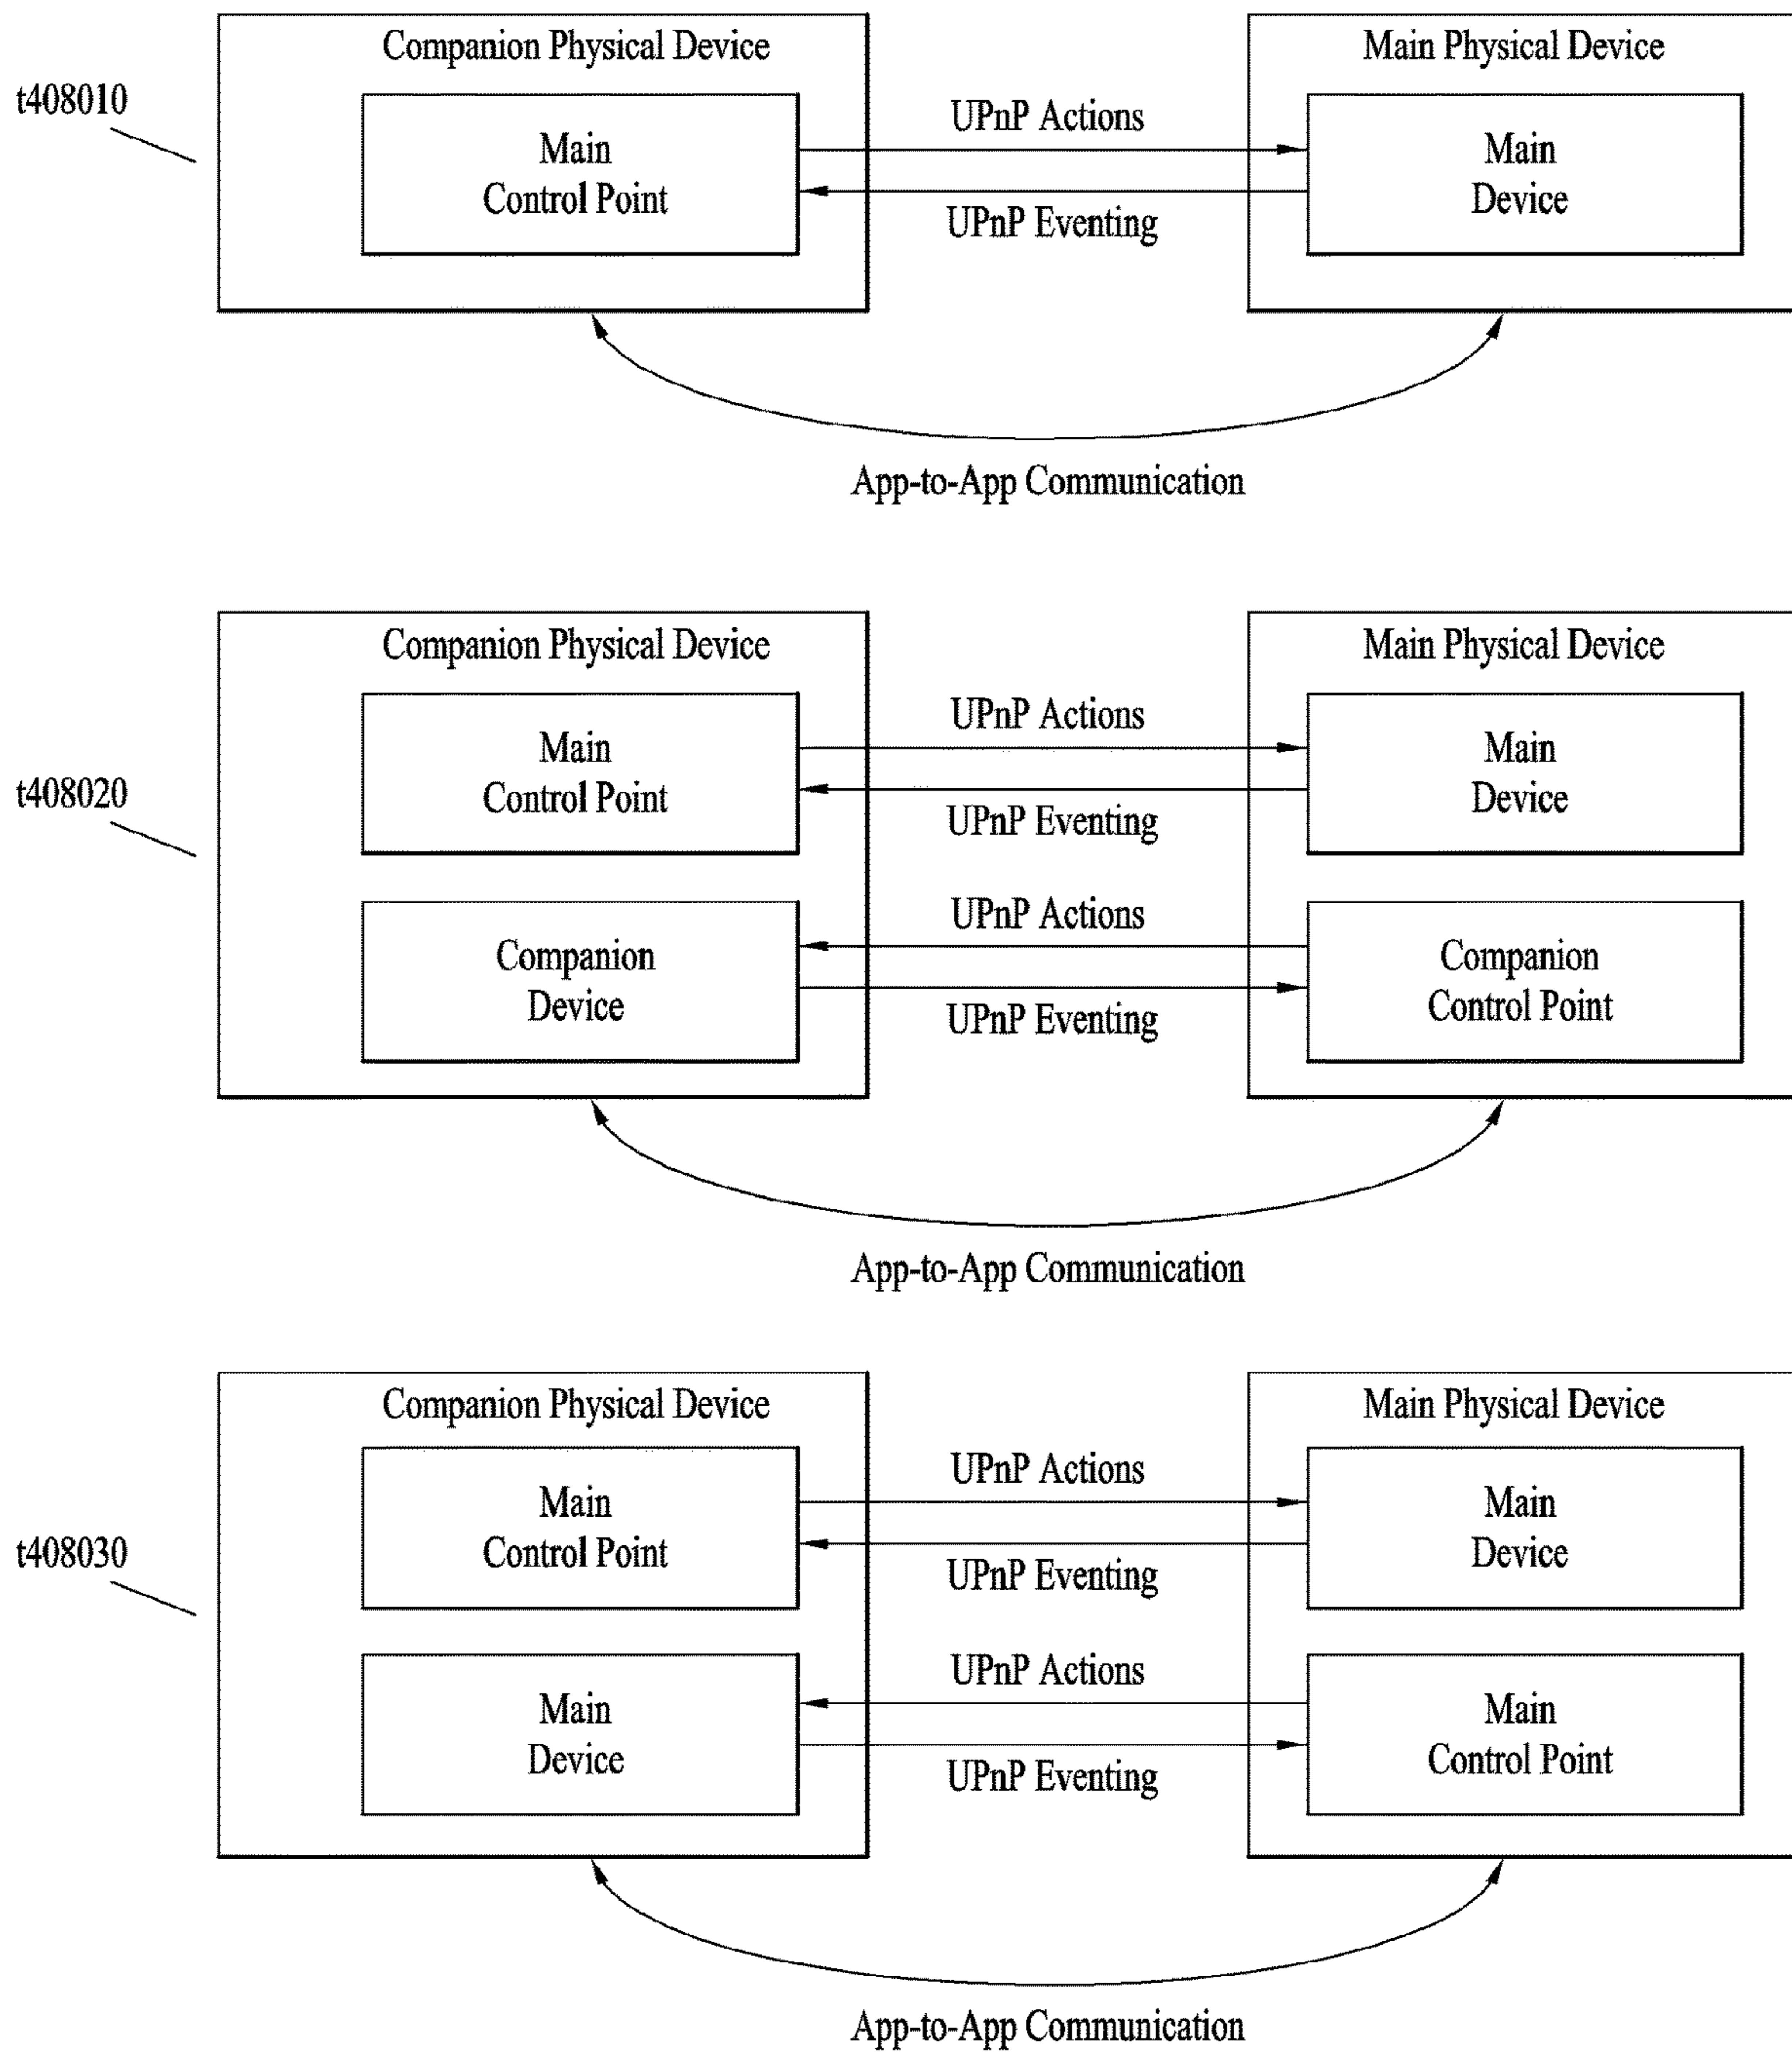 Companion Physical Device
Main Physical Device
t408010
Main
Control Point
UPnP Actions
UPnP Eventing
Main
Device
App-to-App Communication
Companion Physical Device
Main Physical Device
t408020
Main
Control Point
UPnP Actions
UPnP Eventing
Main
Device
Companion
Device
UPnP Actions
UPnP Eventing
Companion
Control Point
App-to-App Communication
Companion Physical Device
Main Physical Device
t408030
Main
Control Point
UPnP Actions
UPnP Eventing
Main
Device
Main
Device
UPnP Actions
UPnP Eventing
Main
Control Point
App-to-App Communication